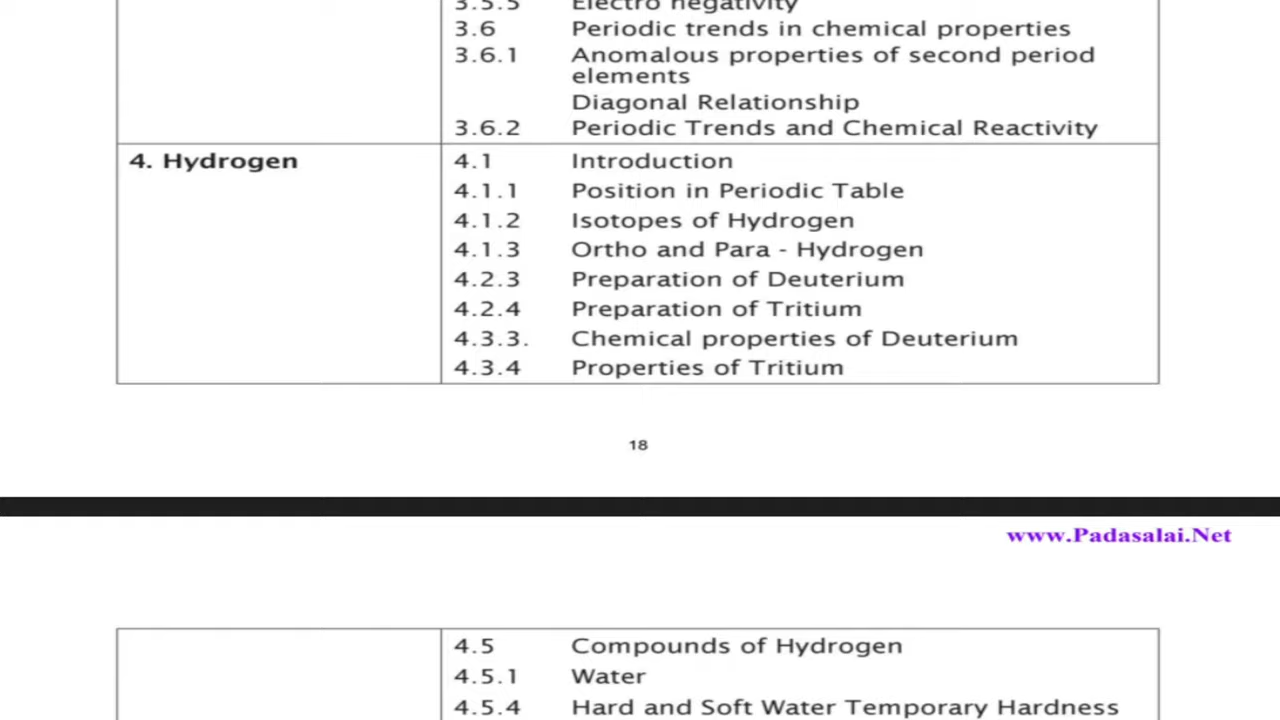 3.5.5 Electro negativity
3.6 Periodic trends in chemical properties
3.6.1 Anomalous properties of second period
elements
Diagonal Relationship
3.6.2 Periodic Trends and Chemical Reactivity
4. Hydrogen 4.1 Introduction
4.1.1 Position in Periodic Table
4.1.2 Isotopes of Hydrogen
4.1.3 Ortho and Para - Hydrogen
4.2.3 Preparation of Deuterium
4.2.4 Preparation of Tritium
4.3.3. Chemical properties of Deuterium
4.3.4 Properties of Tritium
18
www.Padasalai.Net
4.5 Compounds of Hydrogen
4.5.1 Water
4.5.4 Hard and Soft Water Temporary Hardness